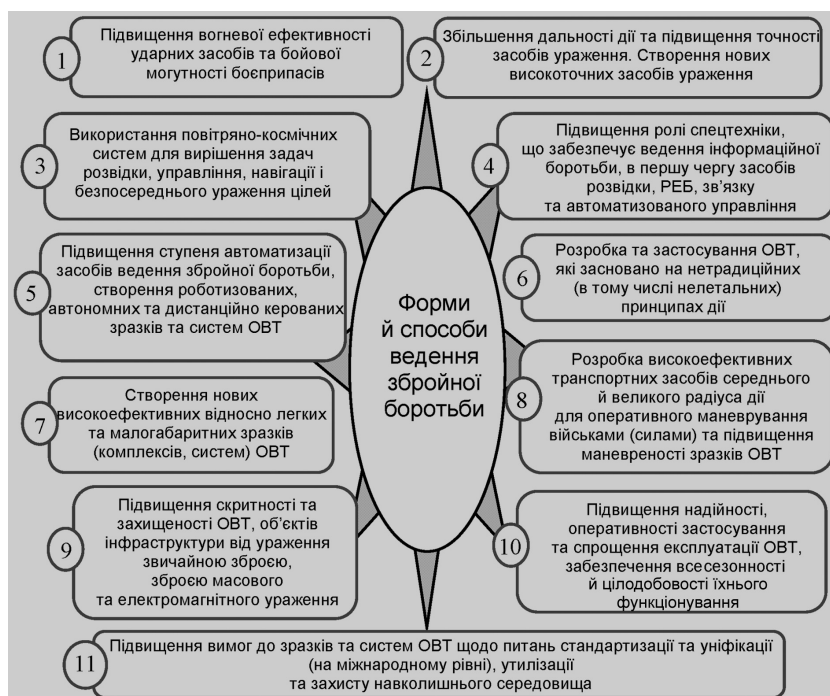 1
Підвищення вогневої ефективності
ударних засобів та бойової
могутності боєприпасів
2
Збільшення дальності дії та підвищення точності
засобів ураження. Створення нових
високоточних засобів ураження
3
Використання повітряно-космічних
систем для вирішення задач
розвідки, управління, навігації і
безпосереднього ураження цілей
4
Підвищення ролі спецтехніки,
що забезпечує ведення інформаційної
боротьби, в першу чергу засобів
розвідки, РЕБ, зв’язку
та автоматизованого управління
5
Підвищення ступеня автоматизації
засобів ведення збройної боротьби,
створення роботизованих,
автономних та дистанційно керованих
зразків та систем ОВТ
6
Розробка та застосування ОВТ,
які засновано на нетрадиційних
(в тому числі нелетальних)
принципах дії
Форми
й способи
ведення
збройної
боротьби
7
Створення нових
високоефективних відносно легких
та малогабаритних зразків
(комплексів, систем) ОВТ
8
Розробка високоефективних
транспортних засобів середнього
й великого радіуса дії
для оперативного маневрування
військами (силами) та підвищення
маневреності зразків ОВТ
9
Підвищення скритності та
захищеності ОВТ, об’єктів
інфраструктури від ураження
звичайною зброєю,
зброєю масового
та електромагнітного ураження
10
Підвищення надійності,
оперативності застосування
та спрощення експлуатації ОВТ,
забезпечення всесезонності
й цілодобовості їхнього
функціонування
11
Підвищення вимог до зразків та систем ОВТ щодо питань стандартизації та уніфікації
(на міжнародному рівні), утилізації
та захисту навколишнього середовища